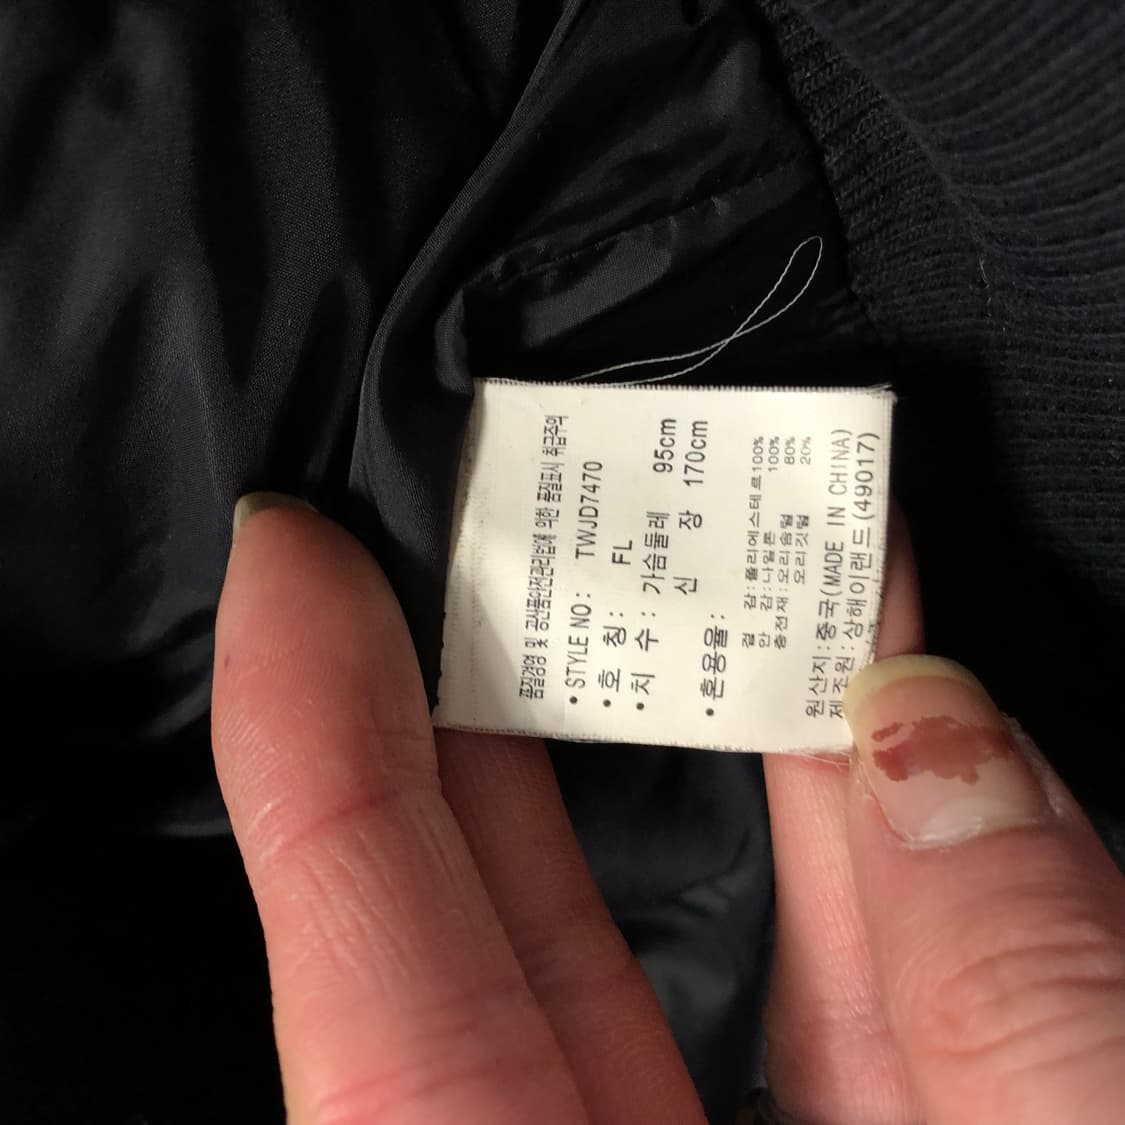 품질경영 및 공산품안전관리법에 의한 품질표시 취급주의
• STYLE NO: TWJD7470
• 호 칭: FL
• 치 수: 가슴둘레 95cm
신 장 170cm
• 혼용율:
겉 감:폴리에스테르100%
안 감:나일론 100%
충전재:오리솜털 80%
오리깃털 20%
원산지:중국(MADE IN CHINA)
제조원:상해이랜드(49017)